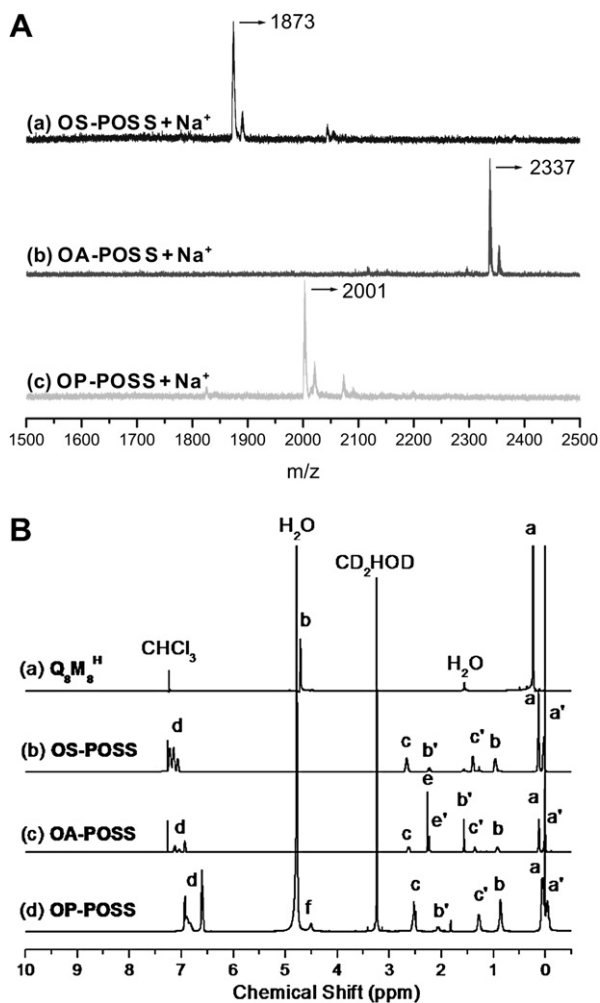 A
1873
(a) OS-POSS + Na⁺
2337
(b) OA-POSS + Na⁺
2001
(c) OP-POSS + Na⁺
1500 1600 1700 1800 1900 2000 2100 2200 2300 2400 2500
m/z
B
H₂O a
CD₂HOD
b
CHCl₃
H₂O
(a) Q₈M₈ᴴ
a a'
d
c b' c' b
(b) OS-POSS
e
e' b' a a'
d c c' b
(c) OA-POSS
a a'
d c c' b
f b'
(d) OP-POSS
10 9 8 7 6 5 4 3 2 1 0
Chemical Shift (ppm)